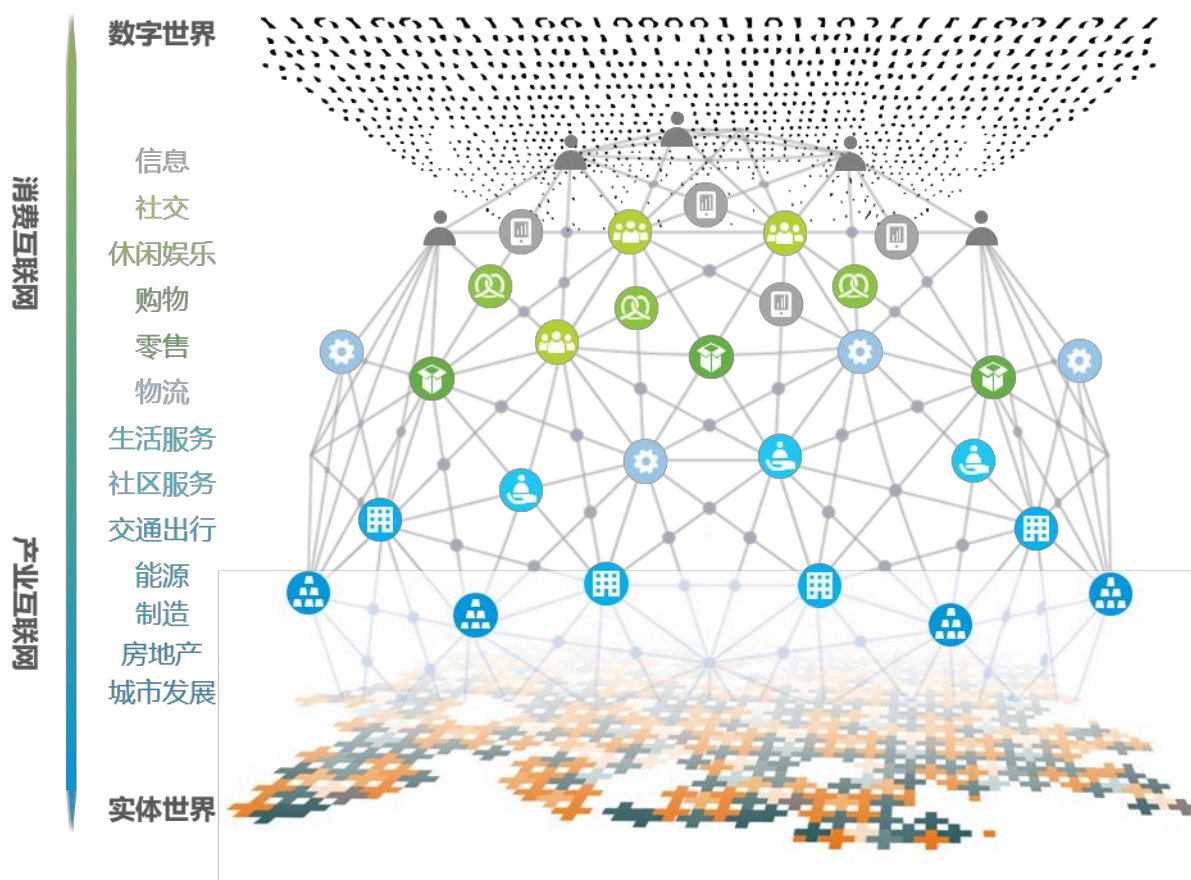 数字世界
信息
社交
休闲娱乐
购物
零售
物流
生活服务
社区服务
交通出行
能源
制造
房地产
城市发展
实体世界
消费互联网
产业互联网